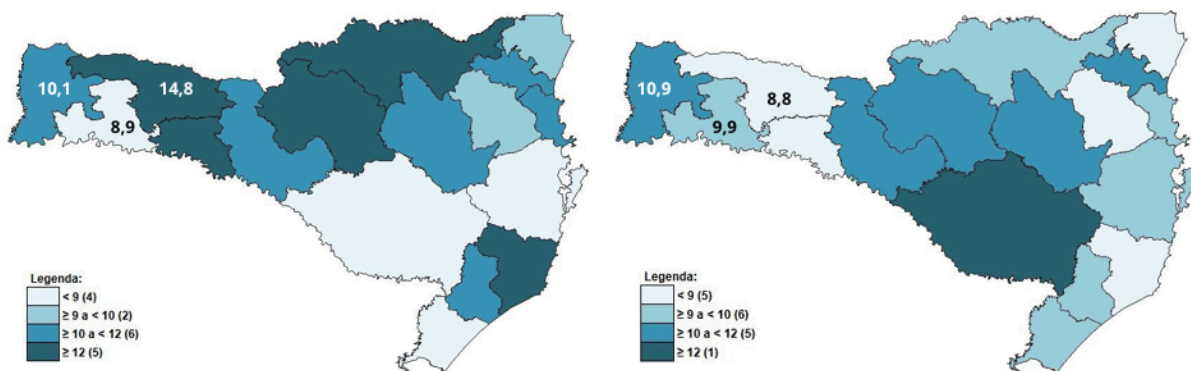 10,1
14,8
8,9
Legenda:
< 9 (4)
≥ 9 a < 10 (2)
≥ 10 a < 12 (6)
≥ 12 (5)
10,9
8,8
9,9
Legenda:
< 9 (5)
≥ 9 a < 10 (6)
≥ 10 a < 12 (5)
≥ 12 (1)